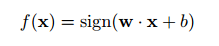 f(x) = sign(w · x + b)